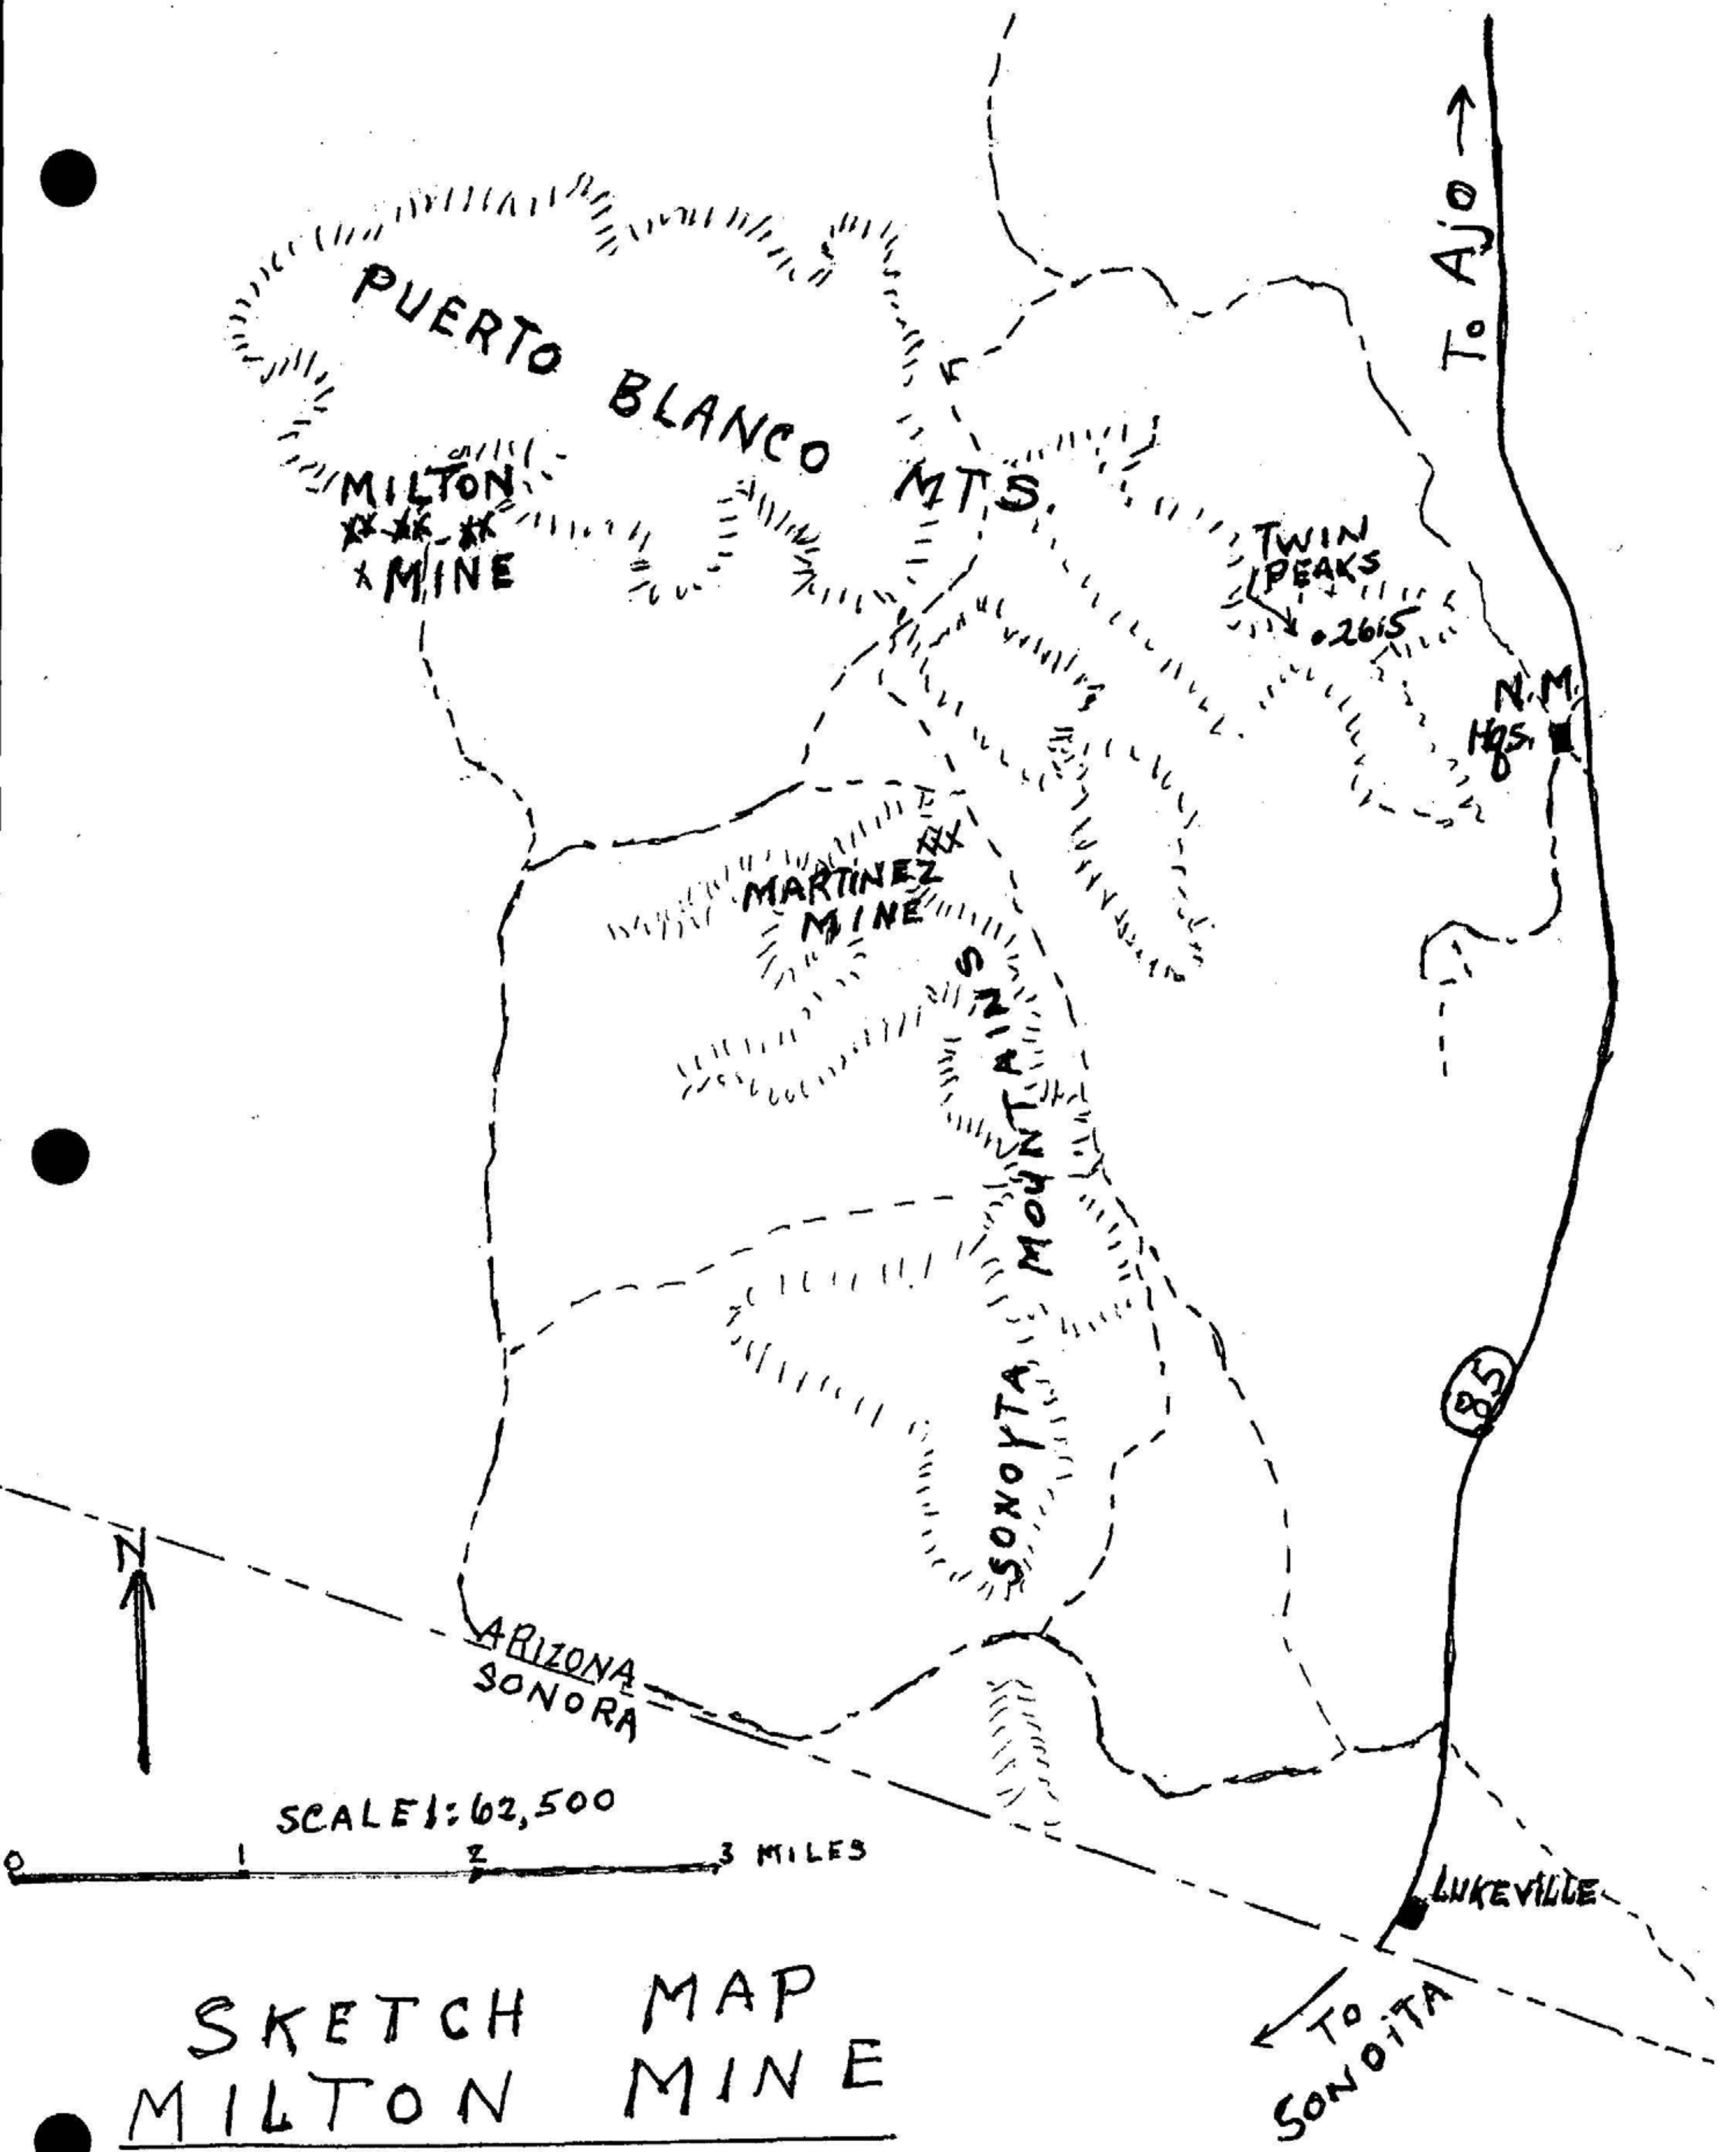 To Ajo →
PUERTO BLANCO MTS.
MILTON
MINE
TWIN
PEAKS
.2615
N.M.
Hqs.
MARTINEZ
MINE
SONOYTA MOUNTAINS
85
N
ARIZONA
SONORA
SCALE 1:62,500
0 1 2 3 MILES
LUKEVILLE
← TO
SONOITA
SKETCH MAP
MILTON MINE